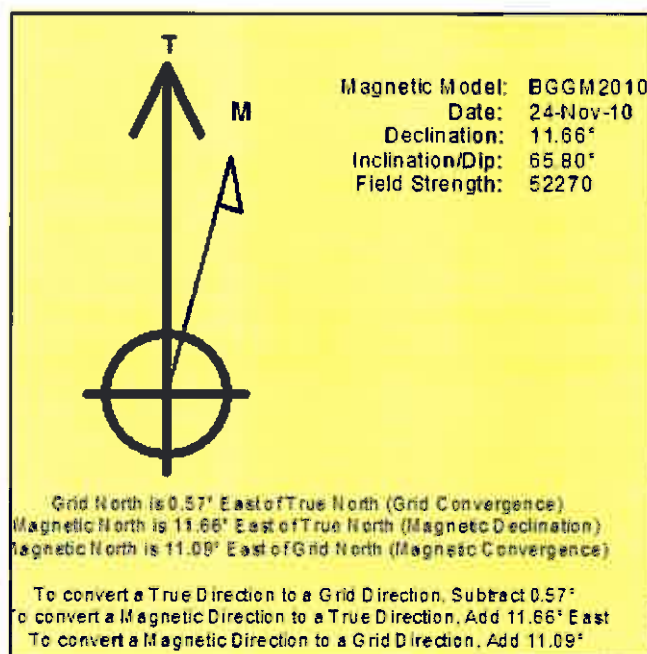 T
M
Magnetic Model: BGGM2010
Date: 24-Nov-10
Declination: 11.66°
Inclination/Dip: 65.80°
Field Strength: 52270
Grid North is 0.57° East of True North (Grid Convergence)
Magnetic North is 11.66° East of True North (Magnetic Declination)
Magnetic North is 11.09° East of Grid North (Magnetic Convergence)
To convert a True Direction to a Grid Direction, Subtract 0.57°
To convert a Magnetic Direction to a True Direction, Add 11.66° East
To convert a Magnetic Direction to a Grid Direction, Add 11.09°